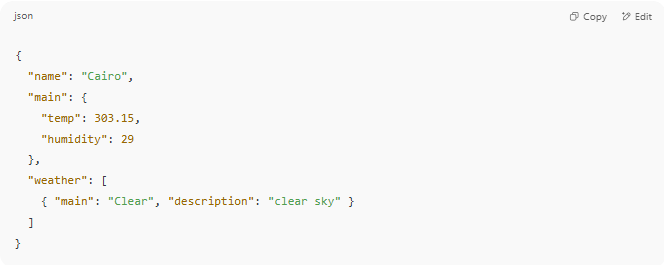 json Copy Edit
{
  "name": "Cairo",
  "main": {
    "temp": 303.15,
    "humidity": 29
  },
  "weather": [
    { "main": "Clear", "description": "clear sky" }
  ]
}